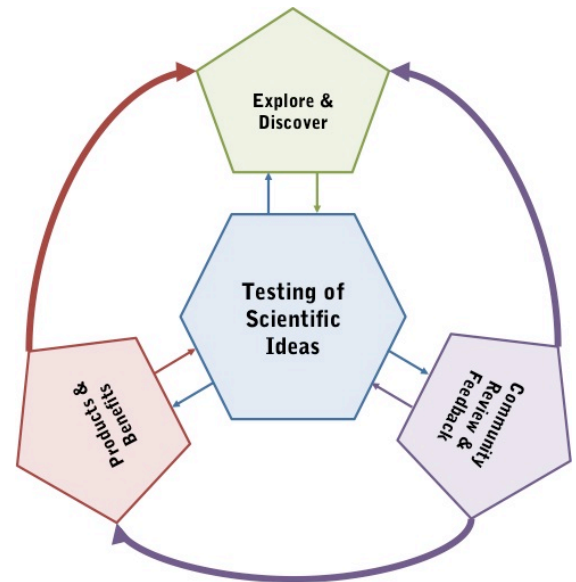 Explore &
Discover
Testing of
Scientific
Ideas
Products &
Benefits
Community
Review &
Feedback